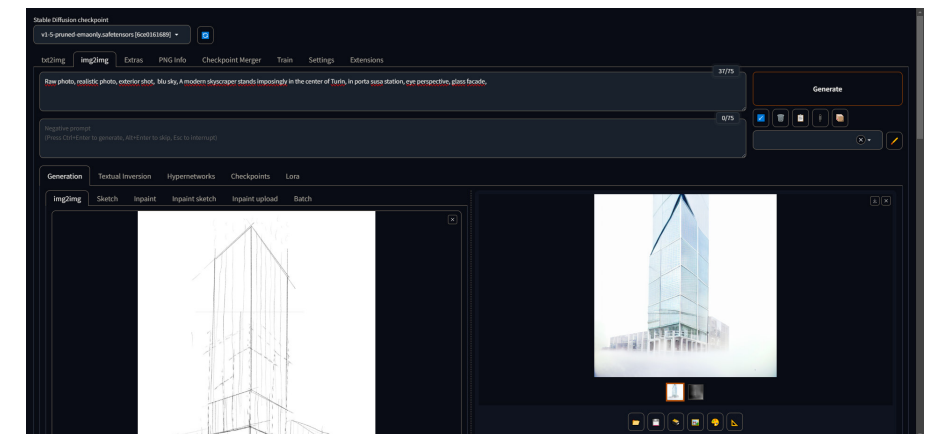 Stable Diffusion checkpoint
v1-5-pruned-emaonly.safetensors [6ce0161689]
txt2img img2img Extras PNG Info Checkpoint Merger Train Settings Extensions
37/75
Raw photo, realistic photo, exterior shot, blu sky, A modern skyscraper stands imposingly in the center of Turin, in porta susa station, eye perspective, glass facade,
Generate
0/75
Negative prompt
(Press Ctrl+Enter to generate, Alt+Enter to skip, Esc to interrupt)
Generation Textual Inversion Hypernetworks Checkpoints Lora
img2img Sketch Inpaint Inpaint sketch Inpaint upload Batch